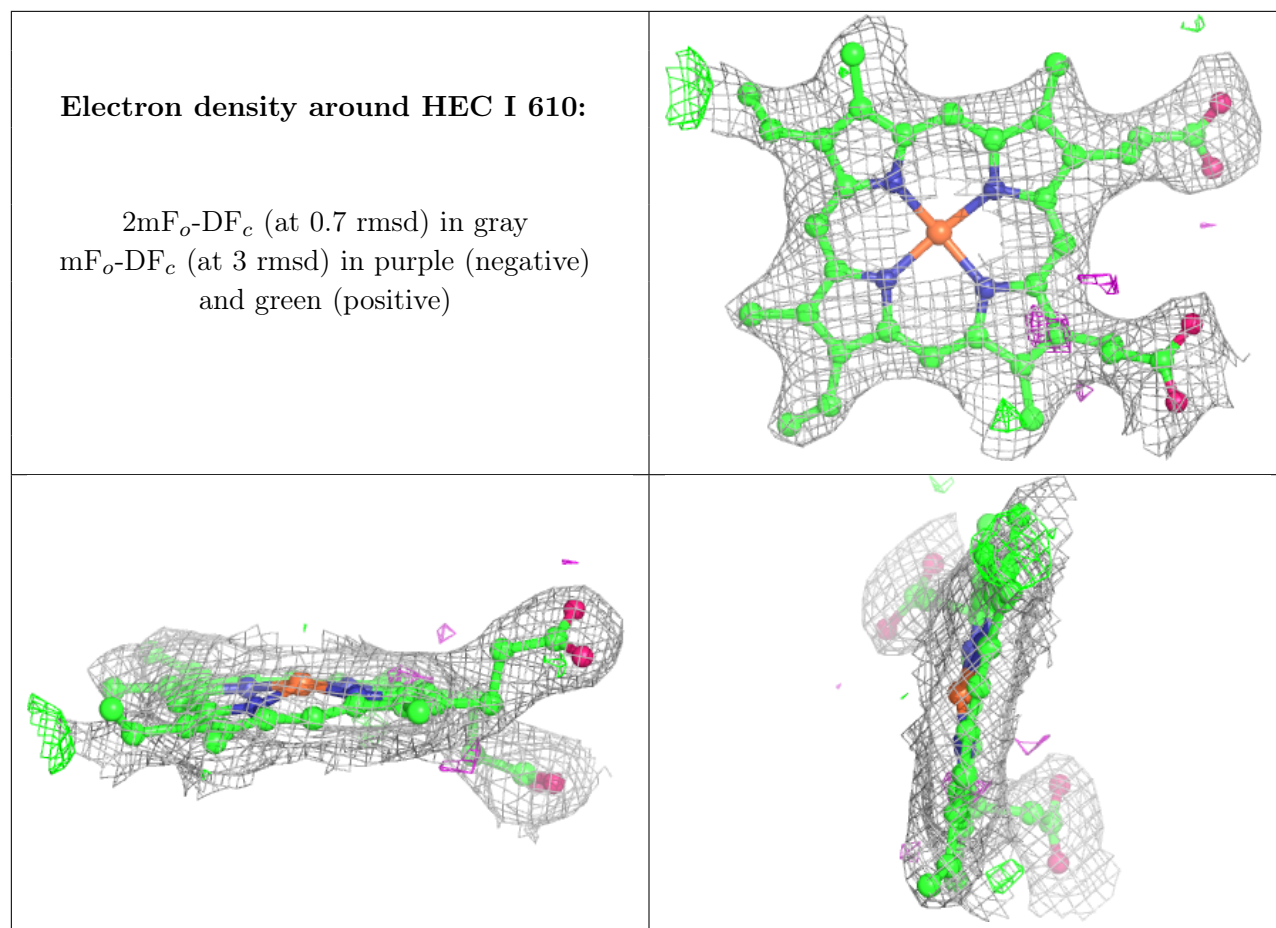 Electron density around HEC I 610:
2mFo-DFc (at 0.7 rmsd) in gray
mFo-DFc (at 3 rmsd) in purple (negative)
and green (positive)